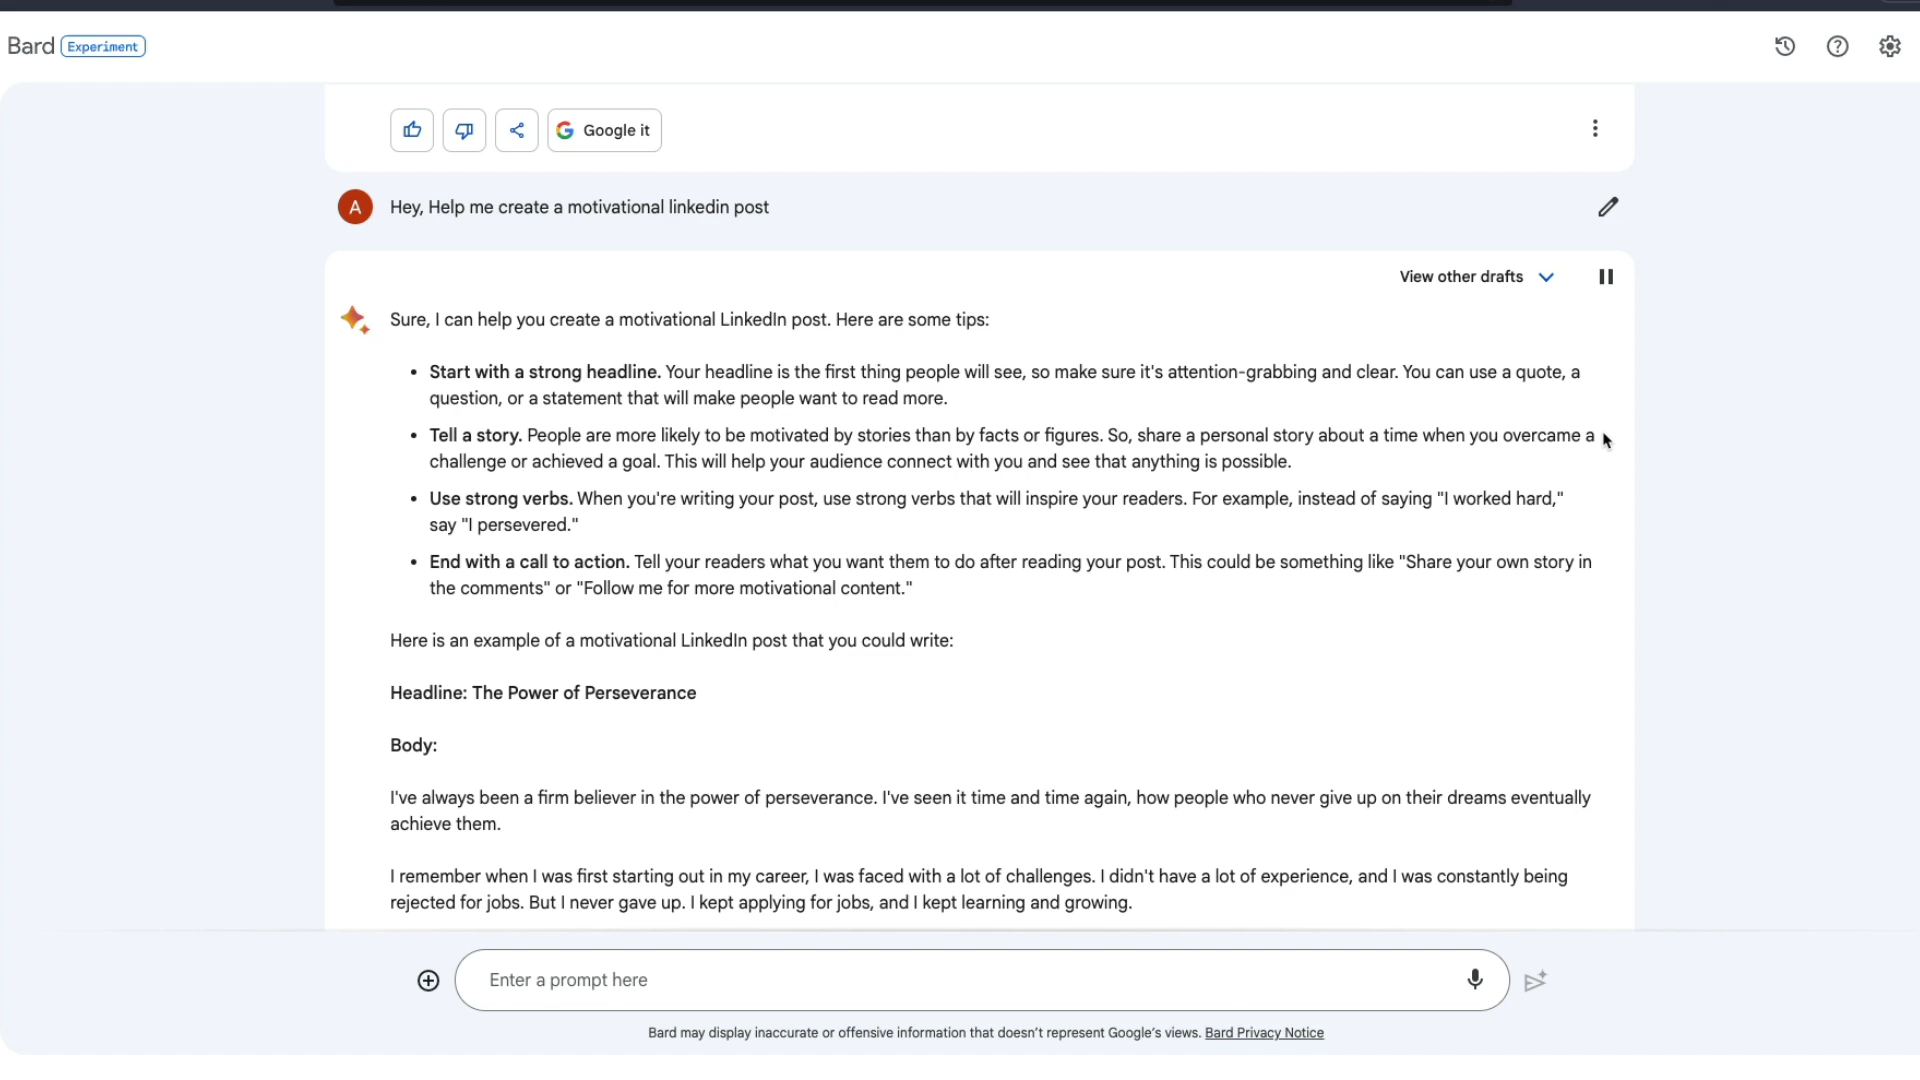 Bard Experiment
Google it
A Hey, Help me create a motivational linkedin post
View other drafts
Sure, I can help you create a motivational LinkedIn post. Here are some tips:
• Start with a strong headline. Your headline is the first thing people will see, so make sure it's attention-grabbing and clear. You can use a quote, a
question, or a statement that will make people want to read more.
• Tell a story. People are more likely to be motivated by stories than by facts or figures. So, share a personal story about a time when you overcame a
challenge or achieved a goal. This will help your audience connect with you and see that anything is possible.
• Use strong verbs. When you're writing your post, use strong verbs that will inspire your readers. For example, instead of saying "I worked hard,"
say "I persevered."
• End with a call to action. Tell your readers what you want them to do after reading your post. This could be something like "Share your own story in
the comments" or "Follow me for more motivational content."
Here is an example of a motivational LinkedIn post that you could write:
Headline: The Power of Perseverance
Body:
I've always been a firm believer in the power of perseverance. I've seen it time and time again, how people who never give up on their dreams eventually
achieve them.
I remember when I was first starting out in my career, I was faced with a lot of challenges. I didn't have a lot of experience, and I was constantly being
rejected for jobs. But I never gave up. I kept applying for jobs, and I kept learning and growing.
Enter a prompt here
Bard may display inaccurate or offensive information that doesn't represent Google's views. Bard Privacy Notice